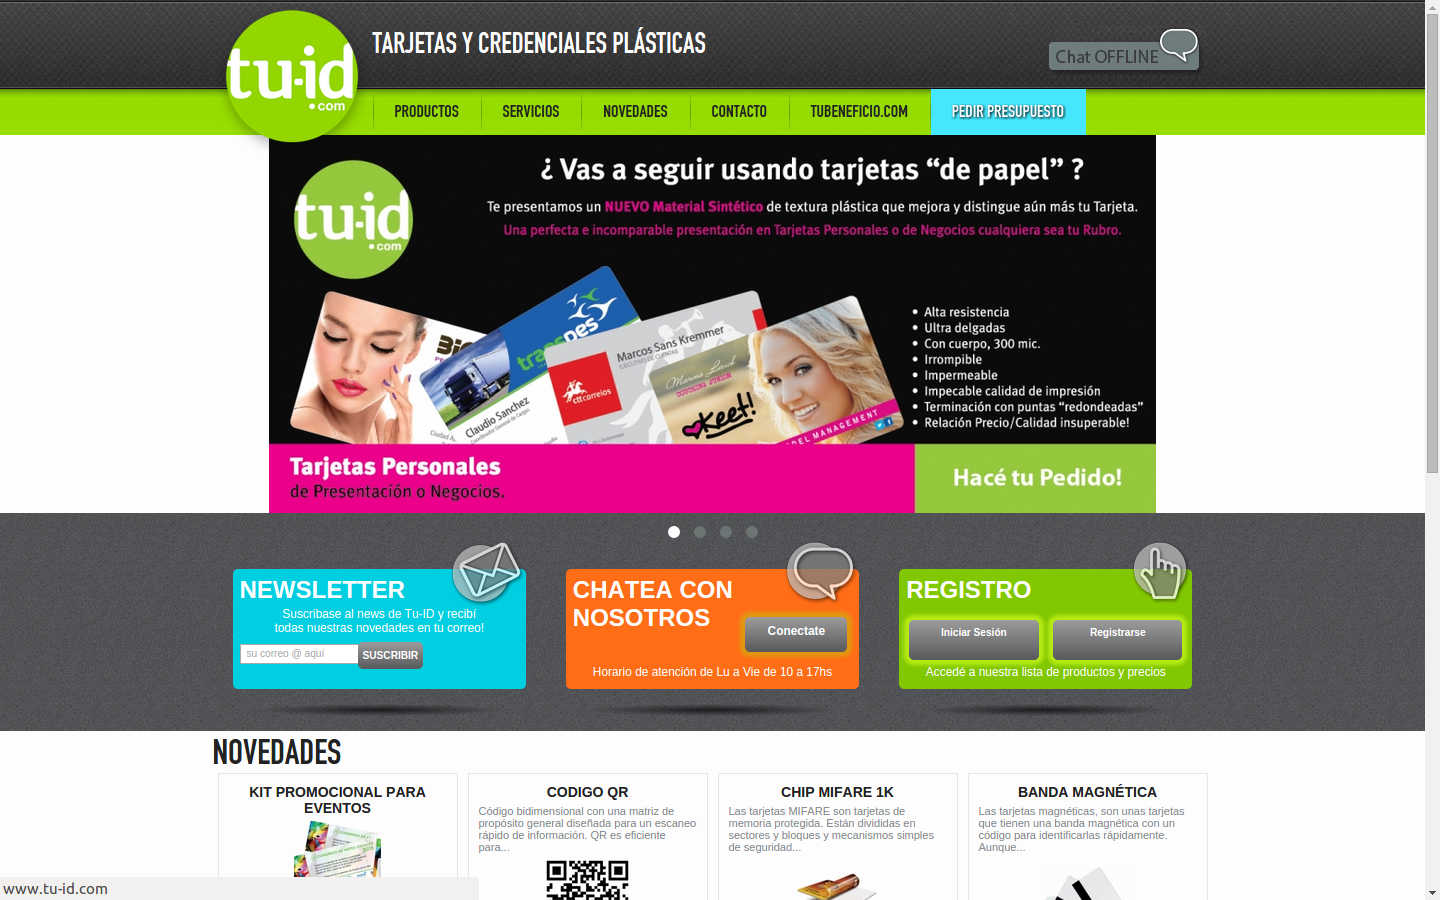 tu-id
.com
TARJETAS Y CREDENCIALES PLÁSTICAS
Chat OFFLINE
PRODUCTOS
SERVICIOS
NOVEDADES
CONTACTO
TUBENEFICIO.COM
PEDIR PRESUPUESTO
tu-id
.com
¿ Vas a seguir usando tarjetas “de papel” ?
Te presentamos un NUEVO Material Sintético de textura plástica que mejora y distingue aún más tu Tarjeta.
Una perfecta e incomparable presentación en Tarjetas Personales o de Negocios cualquiera sea tu Rubro.
Claudio Sanchez
Marcos Sans Kremmer
ctt correios
Keet!
• Alta resistencia
• Ultra delgadas
• Con cuerpo, 300 mic.
• Irrompible
• Impermeable
• Impecable calidad de impresión
• Terminación con puntas “redondeadas”
• Relación Precio/Calidad insuperable!
Tarjetas Personales
de Presentación o Negocios.
Hacé tu Pedido!
NEWSLETTER
Suscribase al news de Tu-ID y recibí
todas nuestras novedades en tu correo!
su correo @ aqui
SUSCRIBIR
CHATEA CON
NOSOTROS
Conectate
Horario de atención de Lu a Vie de 10 a 17hs
REGISTRO
Iniciar Sesión
Registrarse
Accedé a nuestra lista de productos y precios
NOVEDADES
KIT PROMOCIONAL PARA
EVENTOS
CODIGO QR
Código bidimensional con una matriz de
propósito general diseñada para un escaneo
rápido de información. QR es eficiente
para...
CHIP MIFARE 1K
Las tarjetas MIFARE son tarjetas de
memoria protegida. Están divididas en
sectores y bloques y mecanismos simples
de seguridad...
BANDA MAGNÉTICA
Las tarjetas magnéticas, son unas tarjetas
que tienen una banda magnética con un
código para identificarlas rápidamente.
Aunque...
www.tu-id.com